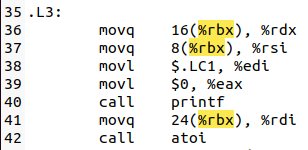 35 .L3:
36 movq 16(%rbx), %rdx
37 movq 8(%rbx), %rsi
38 movl $.LC1, %edi
39 movl $0, %eax
40 call printf
41 movq 24(%rbx), %rdi
42 call atoi